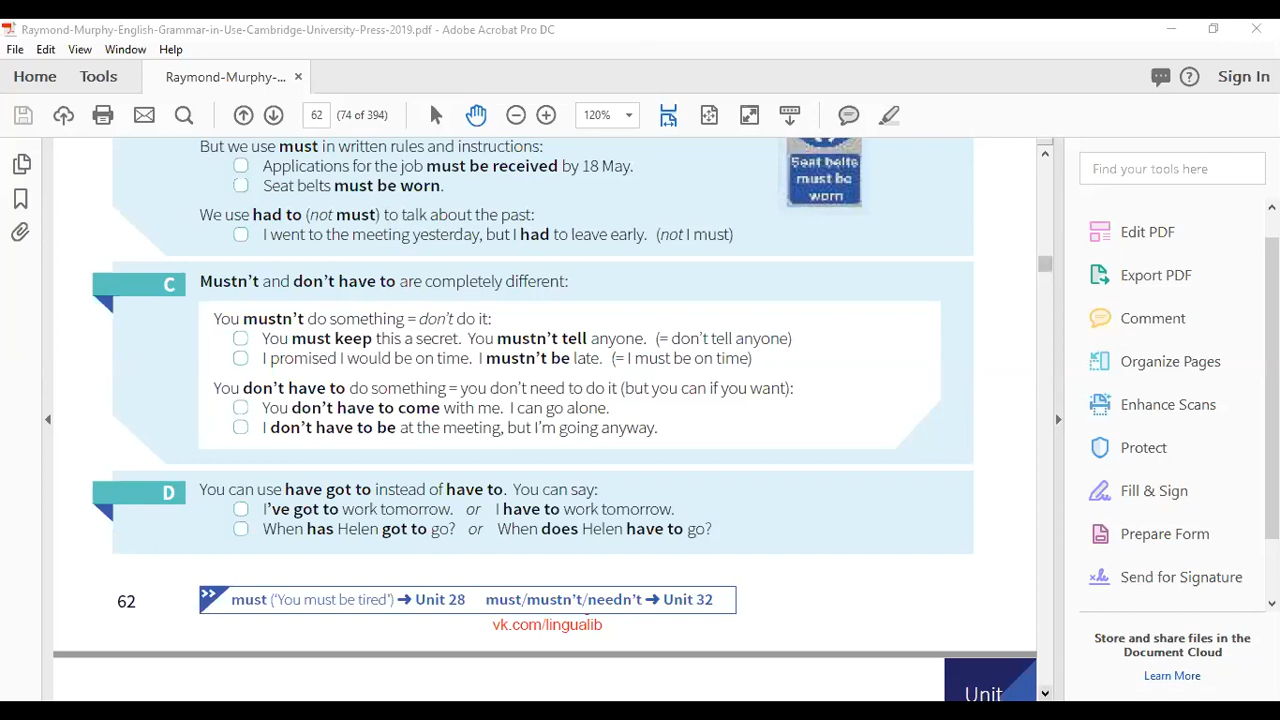 Raymond-Murphy-English-Grammar-in-Use-Cambridge-University-Press-2019.pdf - Adobe Acrobat Pro DC
File Edit View Window Help
Home Tools Raymond-Murphy-... × Sign In
62 (74 of 394) 120%
But we use must in written rules and instructions:
Applications for the job must be received by 18 May.
Seat belts must be worn.
Seat belts
must be
worn
We use had to (not must) to talk about the past:
I went to the meeting yesterday, but I had to leave early. (not I must)
C Mustn't and don't have to are completely different:
You mustn't do something = don't do it:
You must keep this a secret. You mustn't tell anyone. (= don't tell anyone)
I promised I would be on time. I mustn't be late. (= I must be on time)
You don't have to do something = you don't need to do it (but you can if you want):
You don't have to come with me. I can go alone.
I don't have to be at the meeting, but I'm going anyway.
D You can use have got to instead of have to. You can say:
I've got to work tomorrow. or I have to work tomorrow.
When has Helen got to go? or When does Helen have to go?
62 must ('You must be tired') ➜ Unit 28 must/mustn't/needn't ➜ Unit 32
vk.com/lingualib
Unit
Find your tools here
Edit PDF
Export PDF
Comment
Organize Pages
Enhance Scans
Protect
Fill & Sign
Prepare Form
Send for Signature
Store and share files in the
Document Cloud
Learn More